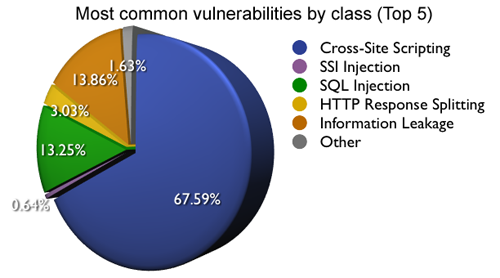 Most common vulnerabilities by class (Top 5)
1.63%
13.86%
3.03%
13.25%
0.64%
67.59%
Cross-Site Scripting
SSI Injection
SQL Injection
HTTP Response Splitting
Information Leakage
Other